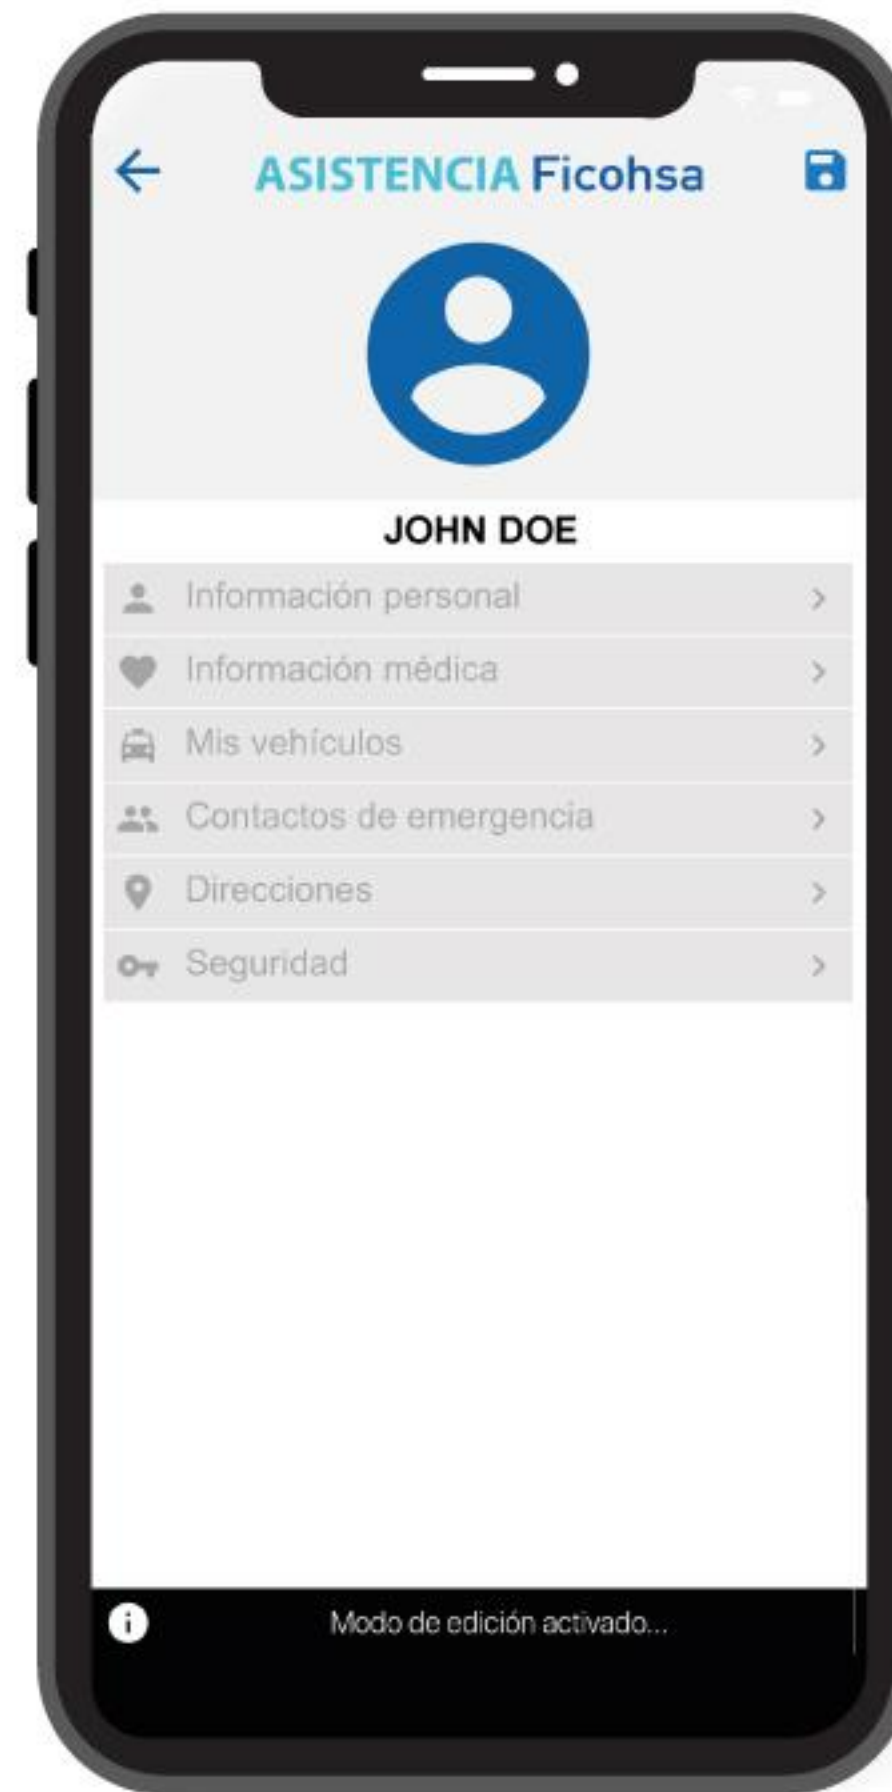 ASISTENCIA Ficohsa
JOHN DOE
Información personal
Información médica
Mis vehículos
Contactos de emergencia
Direcciones
Seguridad
Modo de edición activado...